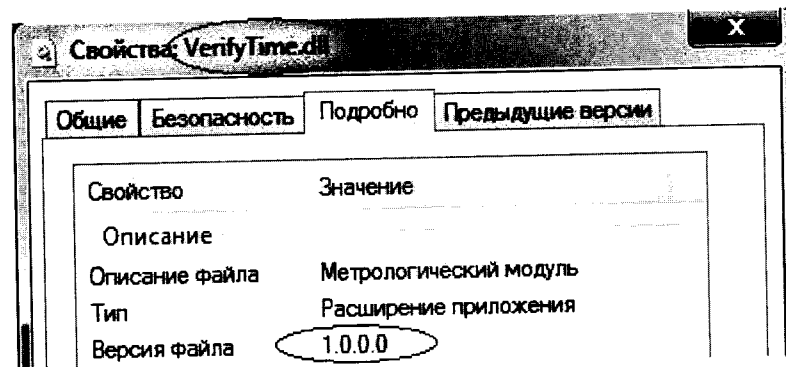 Свойства: VerifyTime.dll
X
Общие Безопасность Подробно Предыдущие версии
Свойство Значение
Описание
Описание файла Метрологический модуль
Тип Расширение приложения
Версия файла 1.0.0.0